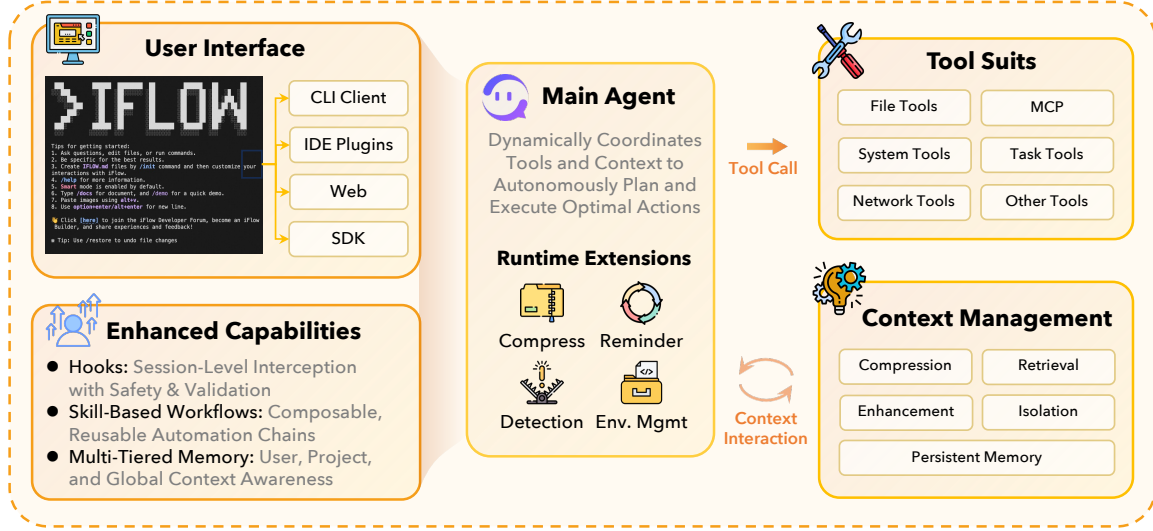 User Interface
>IFLOW
Tips for getting started:
1. Ask questions, edit files, or run commands.
2. Be specific for the best results.
3. Create IFLOW.md files by /init command and then customize your
interactions with iFlow.
4. /help for more information.
5. Smart mode is enabled by default.
6. Type /docs for document, and /demo for a quick demo.
7. Paste images using alt+v.
8. Use option+enter/alt+enter for new line.
👋 Click [here] to join the iFlow Developer Forum, become an iFlow
Builder, and share experiences and feedback!
※ Tip: Use /restore to undo file changes
CLI Client
IDE Plugins
Web
SDK
Enhanced Capabilities
● Hooks: Session-Level Interception
with Safety & Validation
● Skill-Based Workflows: Composable,
Reusable Automation Chains
● Multi-Tiered Memory: User, Project,
and Global Context Awareness
Main Agent
Dynamically Coordinates
Tools and Context to
Autonomously Plan and
Execute Optimal Actions
Runtime Extensions
Compress
Reminder
Detection
</> 
Env. Mgmt
Tool Call
Context
Interaction
Tool Suits
File Tools
MCP
System Tools
Task Tools
Network Tools
Other Tools
Context Management
Compression
Retrieval
Enhancement
Isolation
Persistent Memory